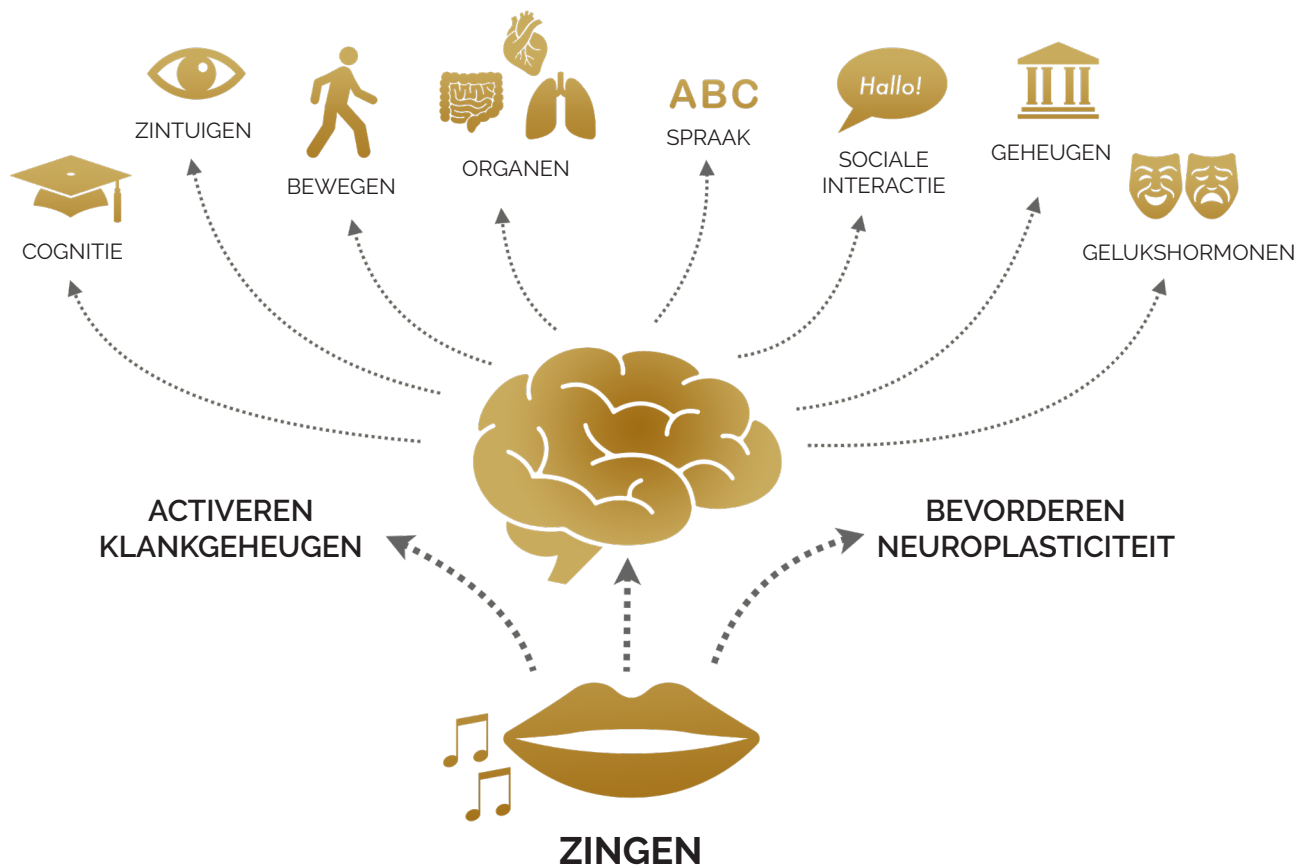 Hallo!
ABC
ZINTUIGEN
BEWEGEN
ORGANEN
SPRAAK
SOCIALE
INTERACTIE
GEHEUGEN
COGNITIE
GELUKSHORMONEN
ACTIVEREN
KLANKGEHEUGEN
BEVORDEREN
NEUROPLASTICITEIT
ZINGEN